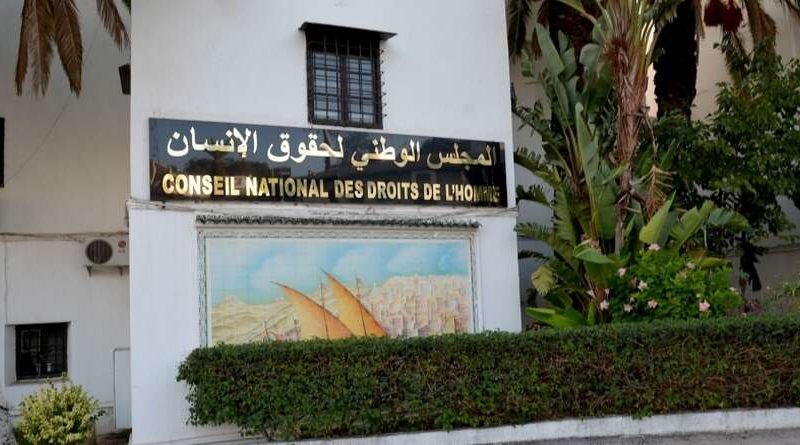 المجلس الوطني لحقوق الإنسان
CONSEIL NATIONAL DES DROITS DE L'HOMME